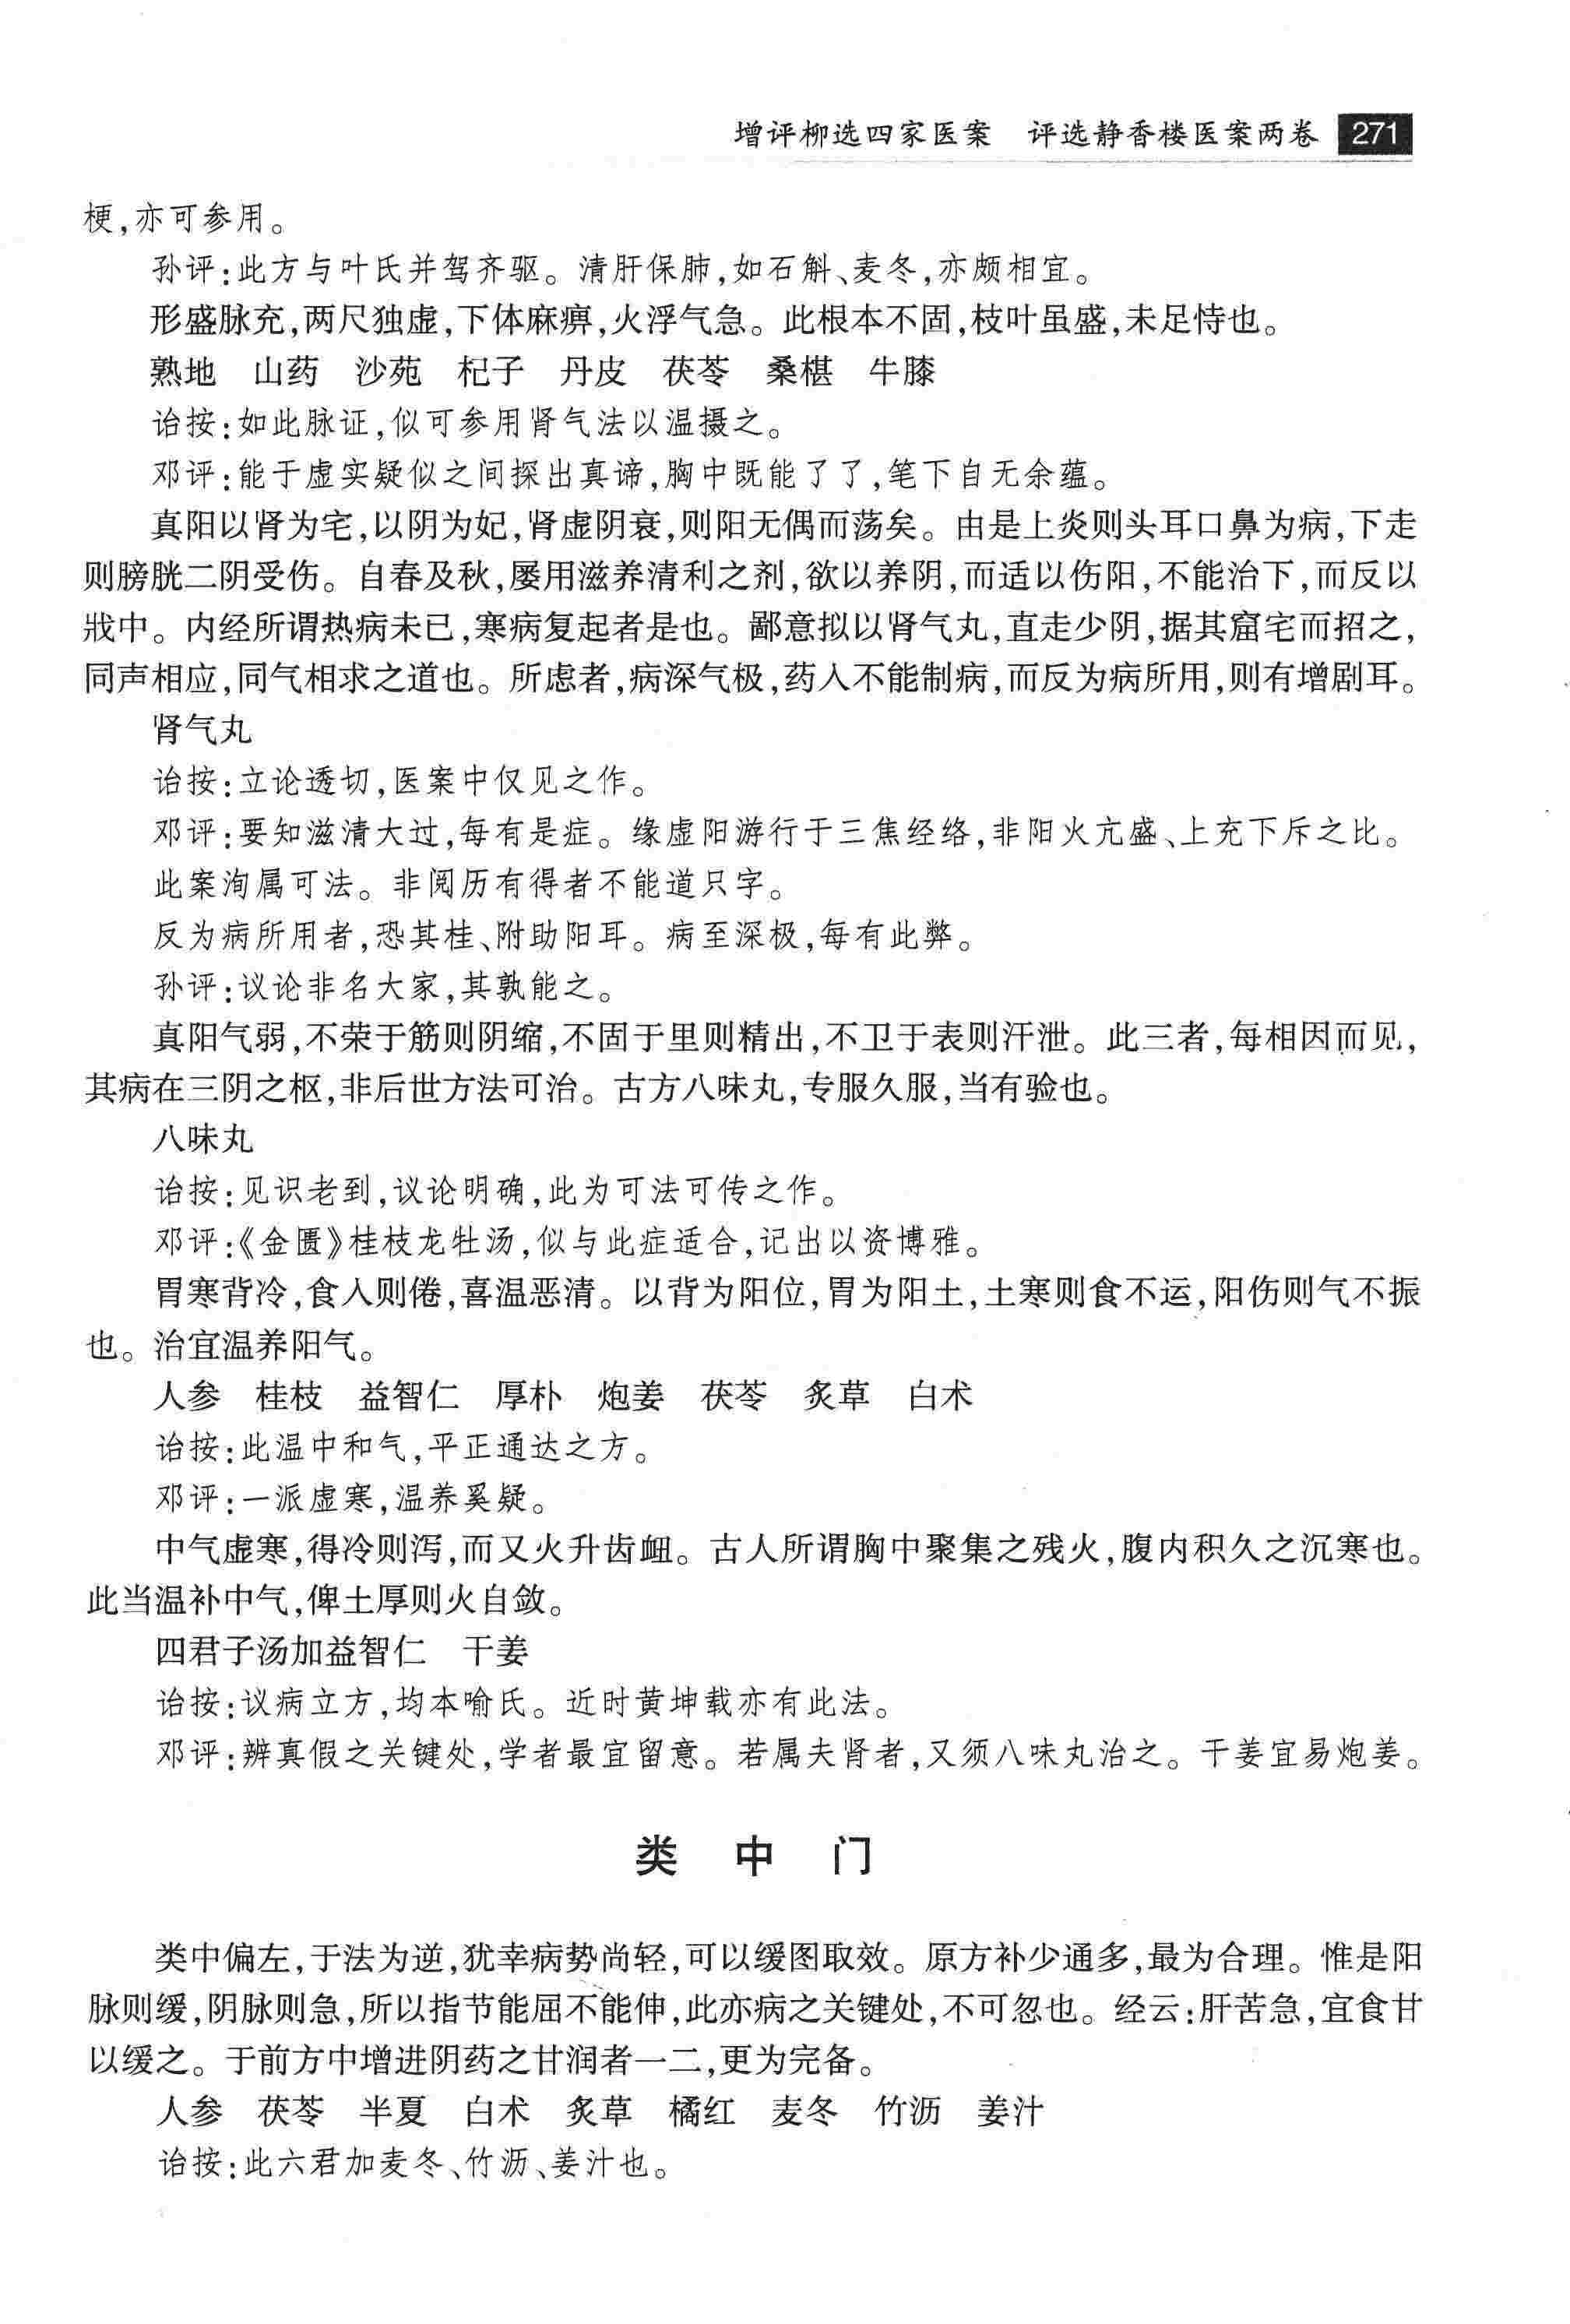 增评柳选四家医案　评选静香楼医案两卷 271
梗,亦可参用。
孙评:此方与叶氏并驾齐驱。清肝保肺,如石斛、麦冬,亦颇相宜。
形盛脉充,两尺独虚,下体麻痹,火浮气急。此根本不固,枝叶虽盛,未足恃也。
熟地　山药　沙苑　杞子　丹皮　茯苓　桑椹　牛膝
诒按:如此脉证,似可参用肾气法以温摄之。
邓评:能于虚实疑似之间探出真谛,胸中既能了了,笔下自无余蕴。
真阳以肾为宅,以阴为妃,肾虚阴衰,则阳无偶而荡矣。由是上炎则头耳口鼻为病,下走
则膀胱二阴受伤。自春及秋,屡用滋养清利之剂,欲以养阴,而适以伤阳,不能治下,而反以
戕中。内经所谓热病未已,寒病复起者是也。鄙意拟以肾气丸,直走少阴,据其窟宅而招之,
同声相应,同气相求之道也。所虑者,病深气极,药入不能制病,而反为病所用,则有增剧耳。
肾气丸
诒按:立论透切,医案中仅见之作。
邓评:要知滋清大过,每有是症。缘虚阳游行于三焦经络,非阳火亢盛、上充下斥之比。
此案洵属可法。非阅历有得者不能道只字。
反为病所用者,恐其桂、附助阳耳。病至深极,每有此弊。
孙评:议论非名大家,其孰能之。
真阳气弱,不荣于筋则阴缩,不固于里则精出,不卫于表则汗泄。此三者,每相因而见,
其病在三阴之枢,非后世方法可治。古方八味丸,专服久服,当有验也。
八味丸
诒按:见识老到,议论明确,此为可法可传之作。
邓评:《金匮》桂枝龙牡汤,似与此症适合,记出以资博雅。
胃寒背冷,食入则倦,喜温恶清。以背为阳位,胃为阳土,土寒则食不运,阳伤则气不振
也。治宜温养阳气。
人参　桂枝　益智仁　厚朴　炮姜　茯苓　炙草　白术
诒按:此温中和气,平正通达之方。
邓评:一派虚寒,温养奚疑。
中气虚寒,得冷则泻,而又火升齿衄。古人所谓胸中聚集之残火,腹内积久之沉寒也。
此当温补中气,俾土厚则火自敛。
四君子汤加益智仁　干姜
诒按:议病立方,均本喻氏。近时黄坤载亦有此法。
邓评:辨真假之关键处,学者最宜留意。若属夫肾者,又须八味丸治之。干姜宜易炮姜。
类　中　门
类中偏左,于法为逆,犹幸病势尚轻,可以缓图取效。原方补少通多,最为合理。惟是阳
脉则缓,阴脉则急,所以指节能屈不能伸,此亦病之关键处,不可忽也。经云:肝苦急,宜食甘
以缓之。于前方中增进阴药之甘润者一二,更为完备。
人参　茯苓　半夏　白术　炙草　橘红　麦冬　竹沥　姜汁
诒按:此六君加麦冬、竹沥、姜汁也。